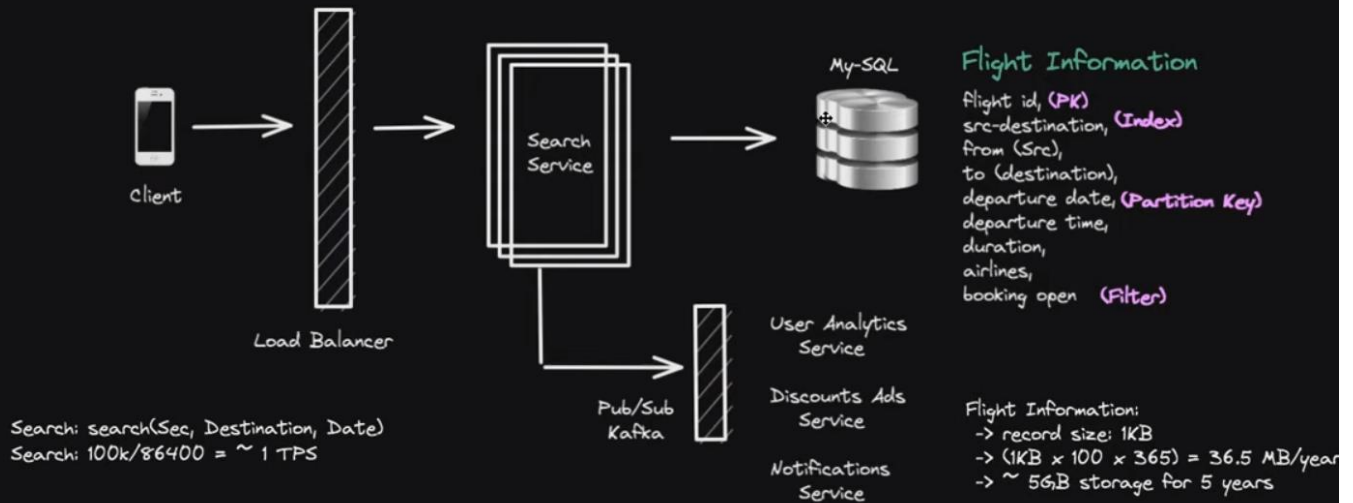 Client
Load Balancer
Search
Service
My-SQL
Flight Information
flight id, (PK)
src-destination, (Index)
from (Src),
to (destination),
departure date, (Partition Key)
departure time,
duration,
airlines,
booking open (Filter)
Pub/Sub
Kafka
User Analytics
Service
Discounts Ads
Service
Notifications
Service
Search: search(Sec, Destination, Date)
Search: 100k/86400 = ~ 1 TPS
Flight Information:
-> record size: 1KB
-> (1KB x 100 x 365) = 36.5 MB/year
-> ~ 5G,B storage for 5 years